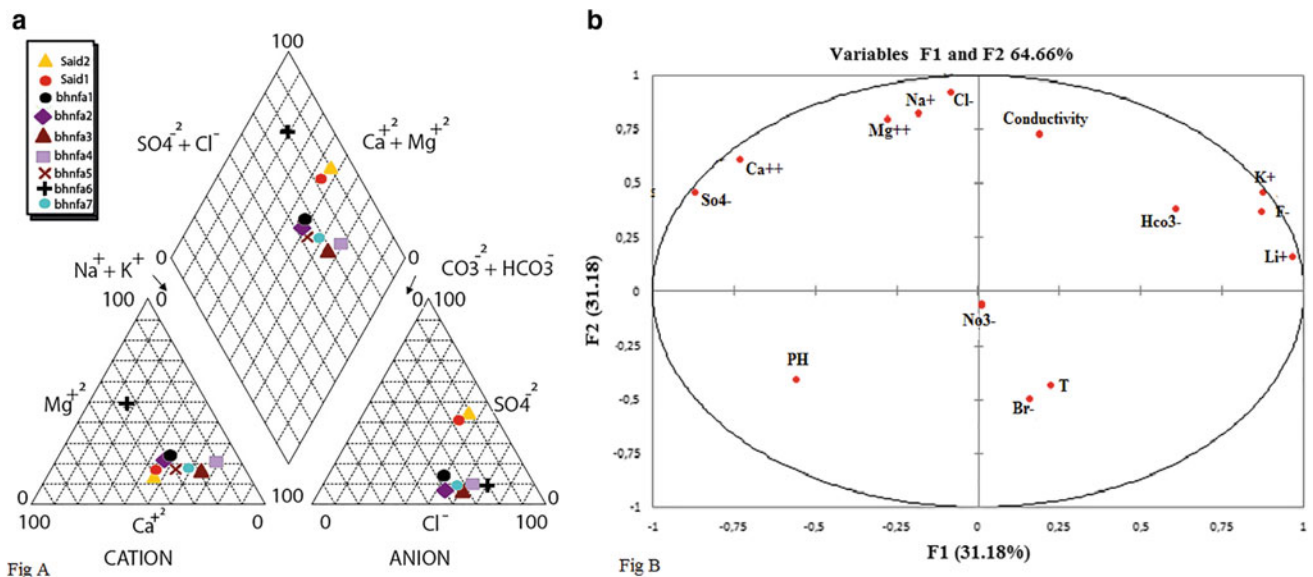 a
Said2
Said1
bhnfa1
bhnfa2
bhnfa3
bhnfa4
bhnfa5
bhnfa6
bhnfa7
100
SO4⁻² + Cl⁻
Ca⁺² + Mg⁺²
0
0
Na⁺ + K⁺
CO3⁻² + HCO3⁻
100 0
0 100
Mg⁺²
SO4⁻²
0
100
0
100
Ca⁺²
0
0
Cl⁻
100
CATION
ANION
Fig A
b
Variables F1 and F2 64.66%
1
0,75
0,5
0,25
0
-0,25
-0,5
-0,75
-1
F2 (31.18)
Cl-
Na+
Mg++
Conductivity
Ca++
So4-
K+
F-
Hco3-
Li+
No3-
PH
T
Br-
-1
-0,75
-0,5
-0,25
0
0,25
0,5
0,75
1
F1 (31.18%)
Fig B